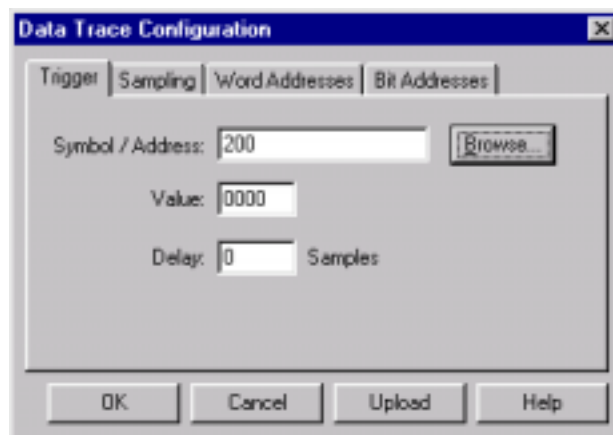 Data Trace Configuration
Trigger Sampling Word Addresses Bit Addresses
Symbol / Address: 200 Browse...
Value: 0000
Delay: 0 Samples
OK Cancel Upload Help